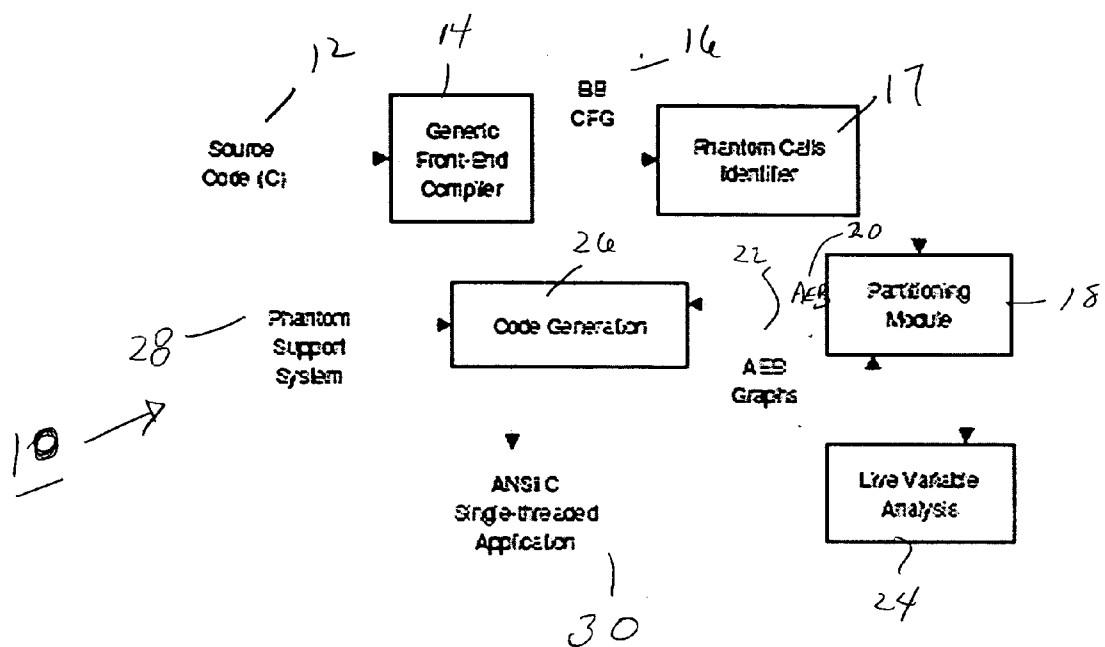 12
14
16
17
Source
Code (C)
Generic
Front-End
Compiler
BB
CFG
Phantom Calls
Identifier
26
22
20
AEB
18
28
Phantom
Support
System
Code Generation
Partitioning
Module
AEB
Graphs
10
ANSI C
Single-threaded
Application
Live Variable
Analysis
30
24